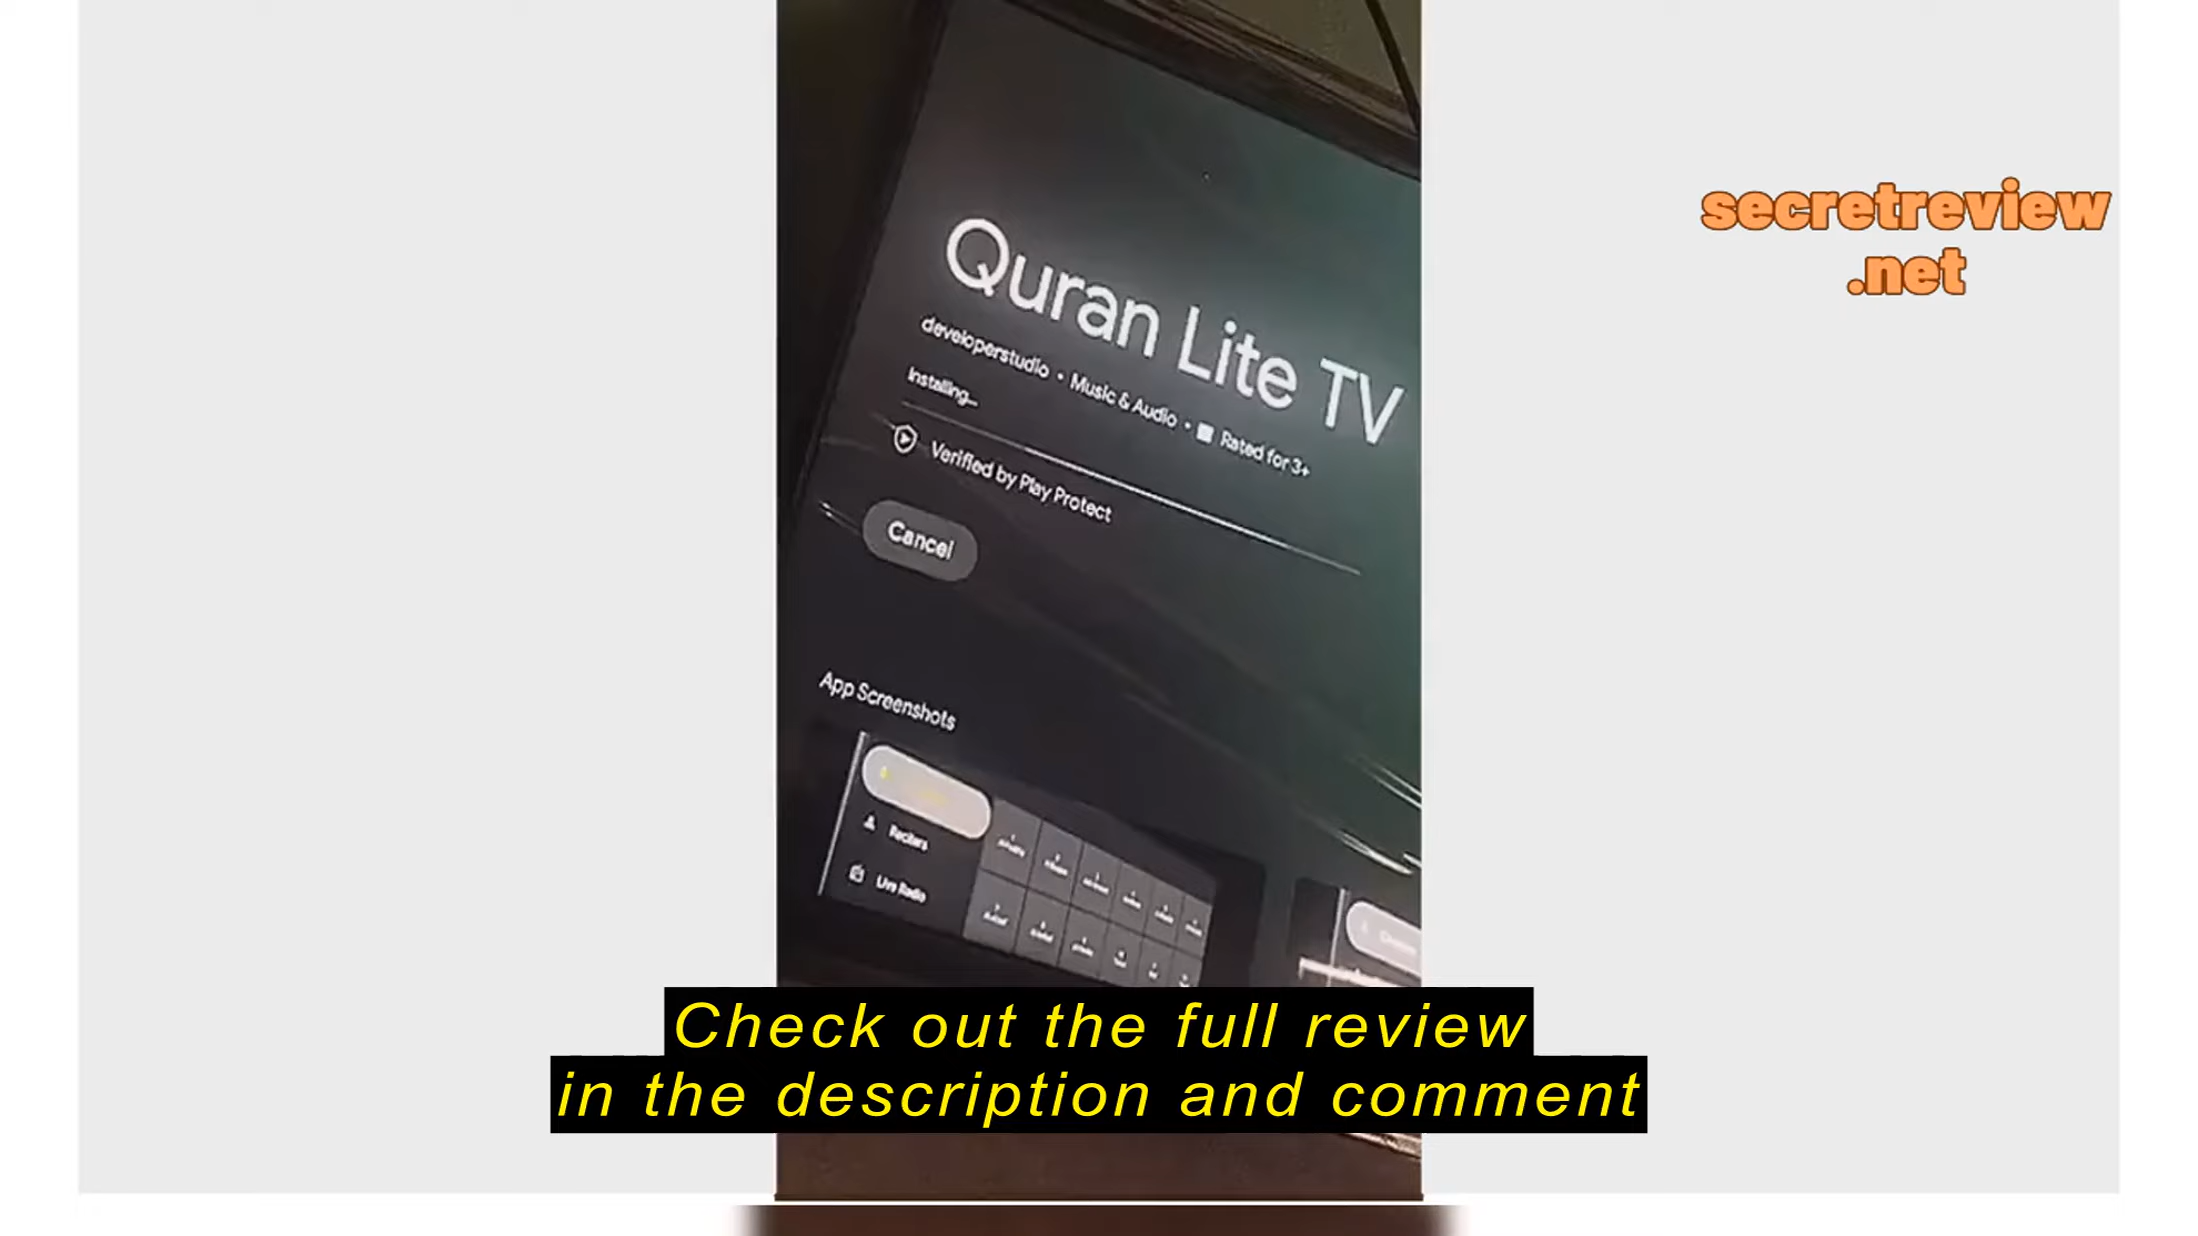 secretreview
.net
Quran Lite TV
developerstudio • Music & Audio • Rated for 3+
Installing...
Verified by Play Protect
Cancel
App Screenshots
Reciters
Live Radio
Check out the full review
in the description and comment